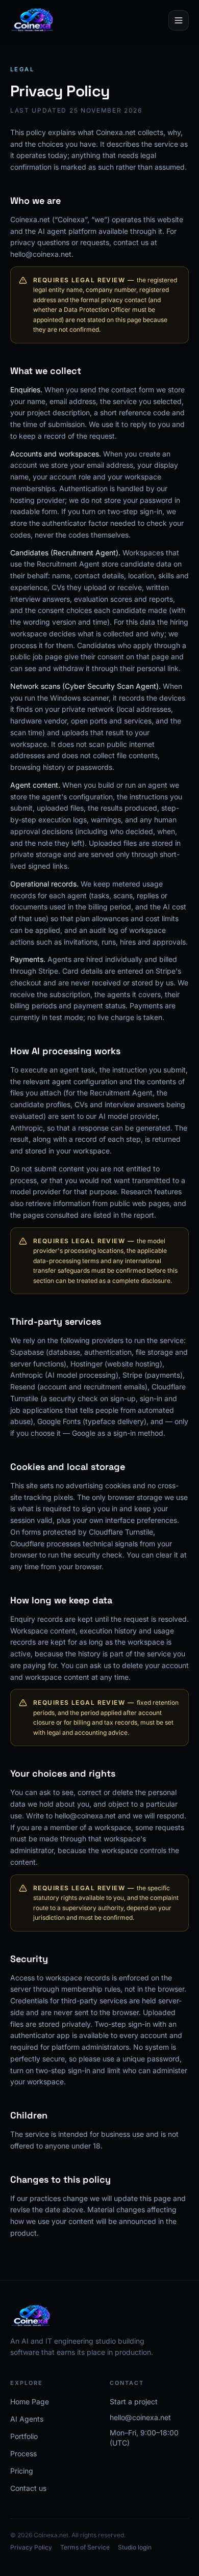 Coinexa
LEGAL
Privacy Policy
LAST UPDATED 25 NOVEMBER 2026
This policy explains what Coinexa.net collects, why,
and the choices you have. It describes the service as
it operates today; anything that needs legal
confirmation is marked as such rather than assumed.
Who we are
Coinexa.net (“Coinexa”, “we”) operates this website
and the AI agent platform available through it. For
privacy questions or requests, contact us at
hello@coinexa.net.
REQUIRES LEGAL REVIEW — the registered
legal entity name, company number, registered
address and the formal privacy contact (and
whether a Data Protection Officer must be
appointed) are not stated on this page because
they are not confirmed.
What we collect
Enquiries. When you send the contact form we store
your name, email address, the service you selected,
your project description, a short reference code and
the time of submission. We use it to reply to you and
to keep a record of the request.
Accounts and workspaces. When you create an
account we store your email address, your display
name, your account role and your workspace
memberships. Authentication is handled by our
hosting provider; we do not store your password in
readable form. If you turn on two-step sign-in, we
store the authenticator factor needed to check your
codes, never the codes themselves.
Candidates (Recruitment Agent). Workspaces that
use the Recruitment Agent store candidate data on
their behalf: name, contact details, location, skills and
experience, CVs they upload or receive, written
interview answers, evaluation scores and reports,
and the consent choices each candidate made (with
the wording version and time). For this data the hiring
workspace decides what is collected and why; we
process it for them. Candidates who apply through a
public job page give their consent on that page and
can see and withdraw it through their personal link.
Network scans (Cyber Security Scan Agent). When
you run the Windows scanner, it records the devices
it finds on your private network (local addresses,
hardware vendor, open ports and services, and the
scan time) and uploads that result to your
workspace. It does not scan public internet
addresses and does not collect file contents,
browsing history or passwords.
Agent content. When you build or run an agent we
store the agent's configuration, the instructions you
submit, uploaded files, the results produced, step-
by-step execution logs, warnings, and any human
approval decisions (including who decided, when,
and the note they left). Uploaded files are stored in
private storage and are served only through short-
lived signed links.
Operational records. We keep metered usage
records for each agent (tasks, scans, replies or
documents used in the billing period, and the AI cost
of that use) so that plan allowances and cost limits
can be applied, and an audit log of workspace
actions such as invitations, runs, hires and approvals.
Payments. Agents are hired individually and billed
through Stripe. Card details are entered on Stripe's
checkout and are never received or stored by us. We
receive the subscription, the agents it covers, their
billing periods and payment status. Payments are
currently in test mode; no live charge is taken.
How AI processing works
To execute an agent task, the instruction you submit,
the relevant agent configuration and the contents of
files you attach (for the Recruitment Agent, the
candidate profiles, CVs and interview answers being
evaluated) are sent to our AI model provider,
Anthropic, so that a response can be generated. The
result, along with a record of each step, is returned
and stored in your workspace.
Do not submit content you are not entitled to
process, or that you would not want transmitted to a
model provider for that purpose. Research features
also retrieve information from public web pages, and
the pages consulted are listed in the report.
REQUIRES LEGAL REVIEW — the model
provider's processing locations, the applicable
data-processing terms and any international
transfer safeguards must be confirmed before this
section can be treated as a complete disclosure.
Third-party services
We rely on the following providers to run the service:
Supabase (database, authentication, file storage and
server functions), Hostinger (website hosting),
Anthropic (AI model processing), Stripe (payments),
Resend (account and recruitment emails), Cloudflare
Turnstile (a security check on sign-up, sign-in and
job applications that tells people from automated
abuse), Google Fonts (typeface delivery), and — only
if you choose it — Google as a sign-in method.
Cookies and local storage
This site sets no advertising cookies and no cross-
site tracking pixels. The only browser storage we use
is what is required to sign you in and keep your
session valid, plus your own interface preferences.
On forms protected by Cloudflare Turnstile,
Cloudflare processes technical signals from your
browser to run the security check. You can clear it at
any time from your browser.
How long we keep data
Enquiry records are kept until the request is resolved.
Workspace content, execution history and usage
records are kept for as long as the workspace is
active, because the history is part of the service you
are paying for. You can ask us to delete your account
and workspace content at any time.
REQUIRES LEGAL REVIEW — fixed retention
periods, and the period applied after account
closure or for billing and tax records, must be set
with legal and accounting advice.
Your choices and rights
You can ask to see, correct or delete the personal
data we hold about you, and object to a particular
use. Write to hello@coinexa.net and we will respond.
If you are a member of a workspace, some requests
must be made through that workspace's
administrator, because the workspace controls the
content.
REQUIRES LEGAL REVIEW — the specific
statutory rights available to you, and the complaint
route to a supervisory authority, depend on your
jurisdiction and must be confirmed.
Security
Access to workspace records is enforced on the
server through membership rules, not in the browser.
Credentials for third-party services are held server-
side and are never sent to the browser. Uploaded
files are stored privately. Two-step sign-in with an
authenticator app is available to every account and
required for platform administrators. No system is
perfectly secure, so please use a unique password,
turn on two-step sign-in and limit who can administer
your workspace.
Children
The service is intended for business use and is not
offered to anyone under 18.
Changes to this policy
If our practices change we will update this page and
revise the date above. Material changes affecting
how we use your content will be announced in the
product.
Coinexa
An AI and IT engineering studio building
software that earns its place in production.
EXPLORE
Home Page
AI Agents
Portfolio
Process
Pricing
Contact us
CONTACT
Start a project
hello@coinexa.net
Mon–Fri, 9:00–18:00
(UTC)
© 2026 Coinexa.net. All rights reserved.
Privacy Policy Terms of Service Studio login